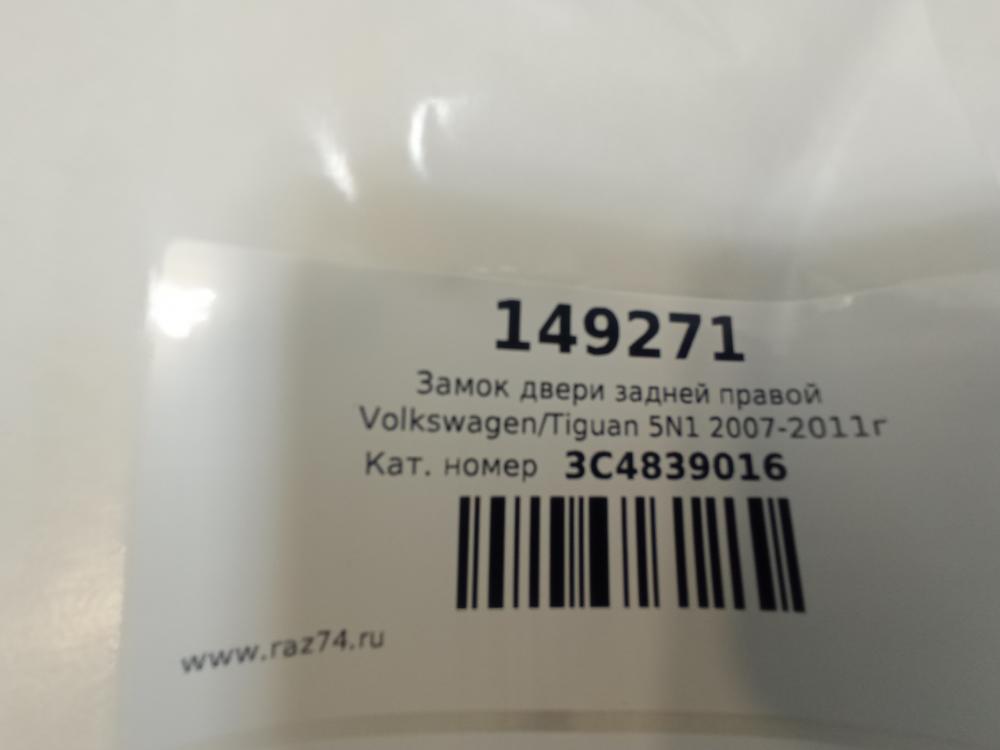 149271
Замок двери задней правой
Volkswagen/Tiguan 5N1 2007-2011г
Кат. номер 3C4839016
www.raz74.ru